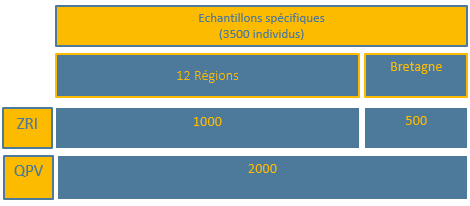 Echantillons spécifiques
(3500 individus)
12 Régions
Bretagne
ZRI
1000
500
QPV
2000